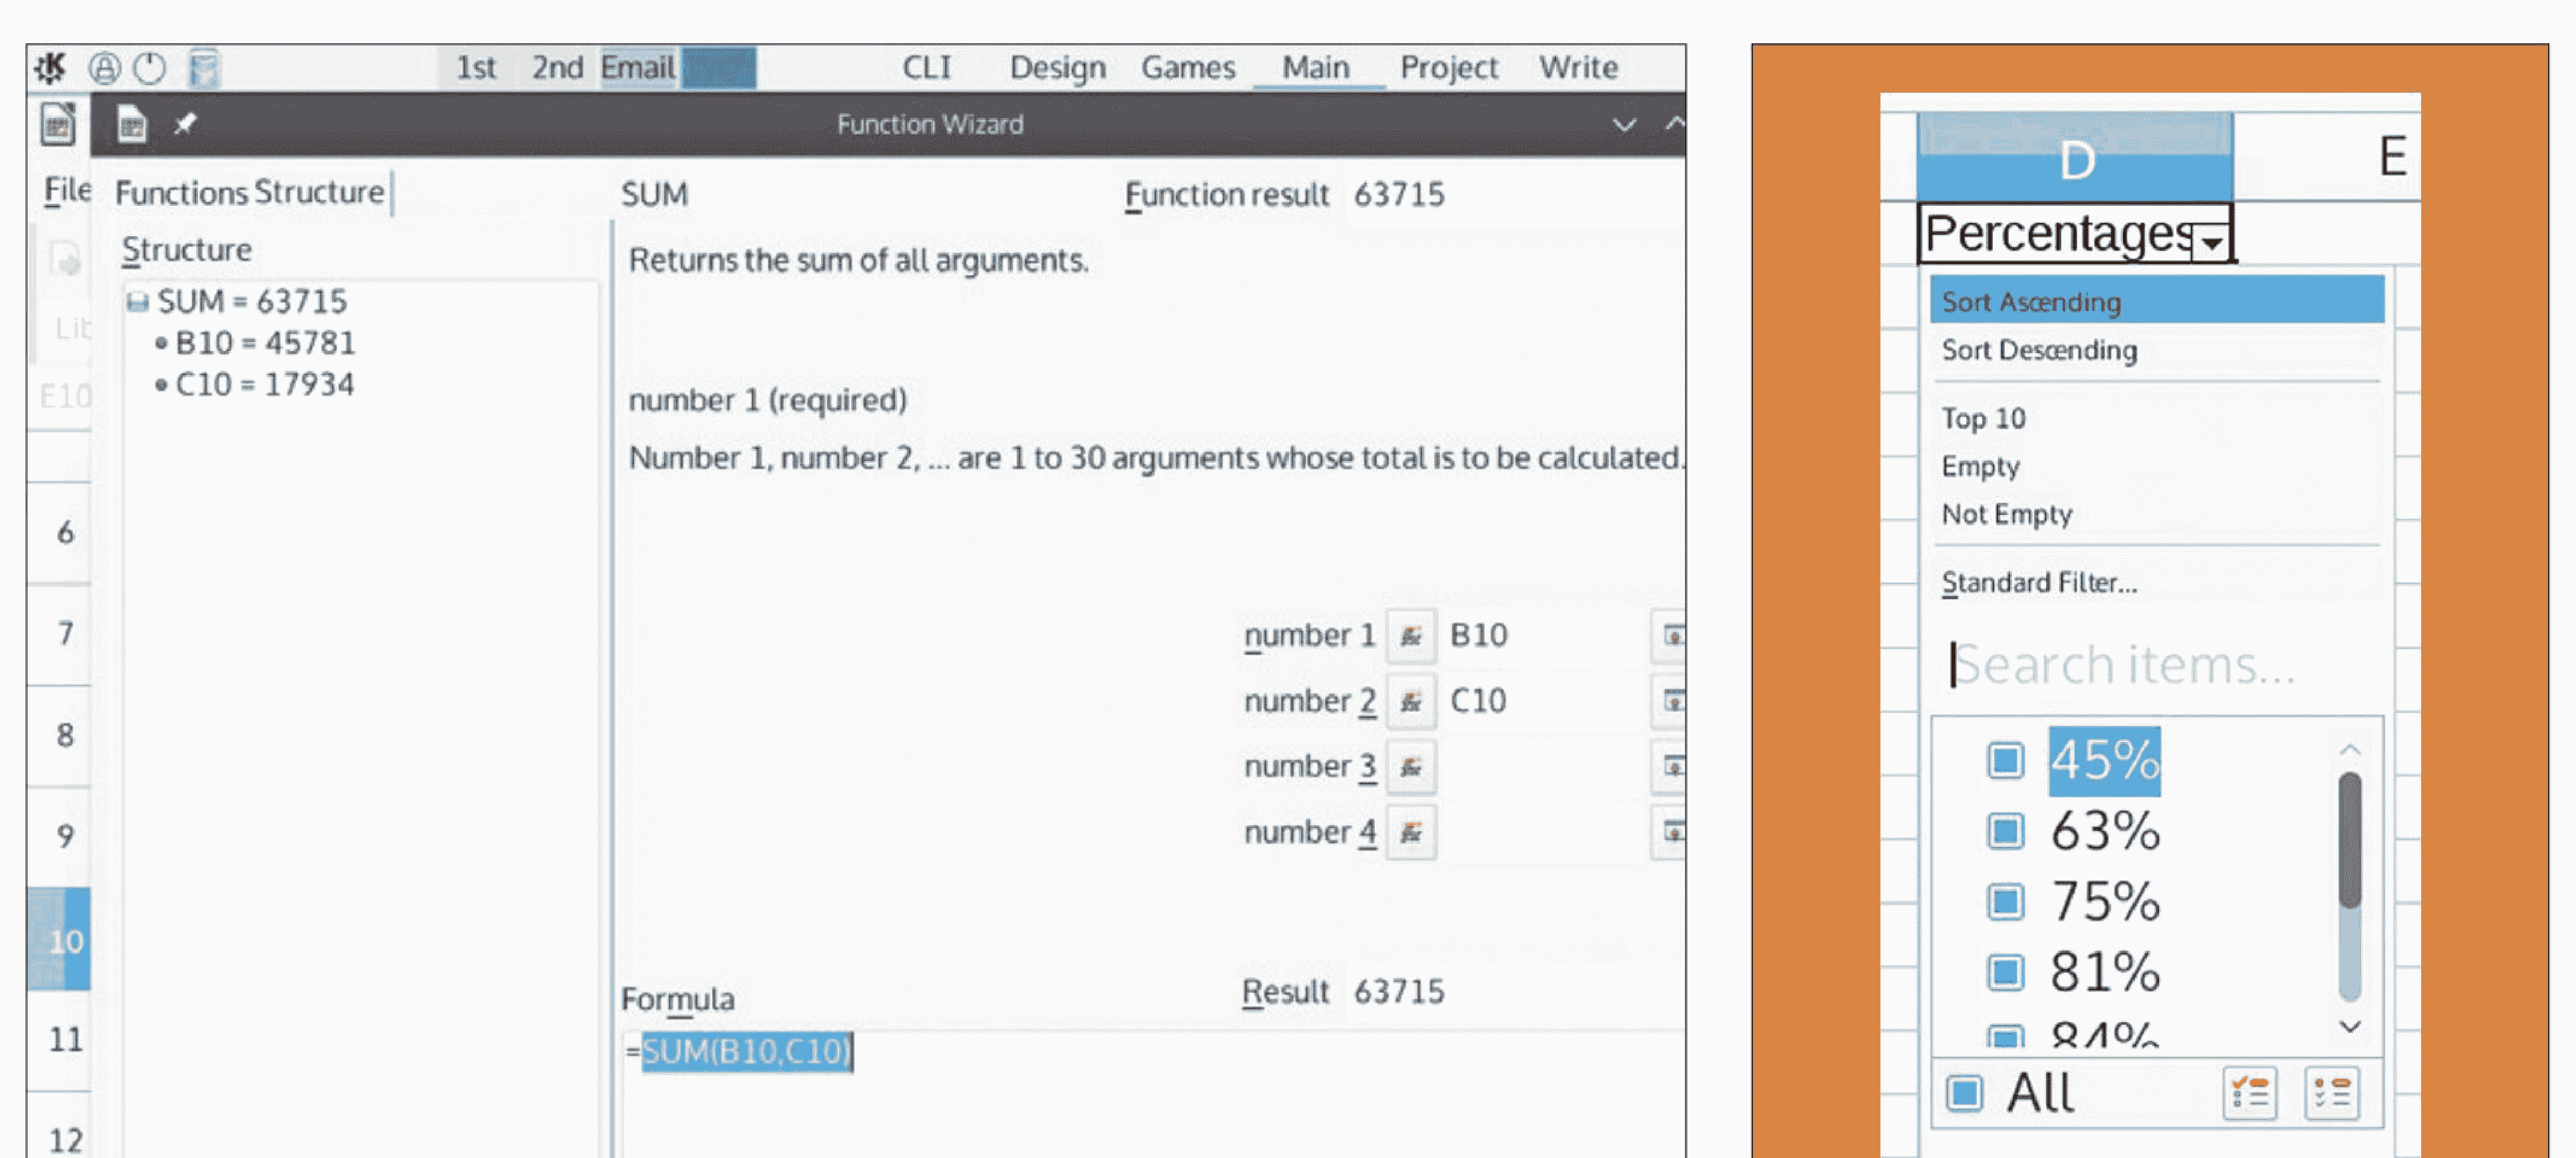 1st 2nd Email CLI Design Games Main Project Write
Function Wizard
File
Functions Structure
SUM
Function result 63715
Structure
Returns the sum of all arguments.
SUM = 63715
B10 = 45781
C10 = 17934
E10
number 1 (required)
Number 1, number 2, ... are 1 to 30 arguments whose total is to be calculated.
6
7
8
9
10
11
12
number 1 B10
number 2 C10
number 3
number 4
Formula
Result 63715
=SUM(B10,C10)
D E
Percentages
Sort Ascending
Sort Descending
Top 10
Empty
Not Empty
Standard Filter...
Search items...
45%
63%
75%
81%
84%
All